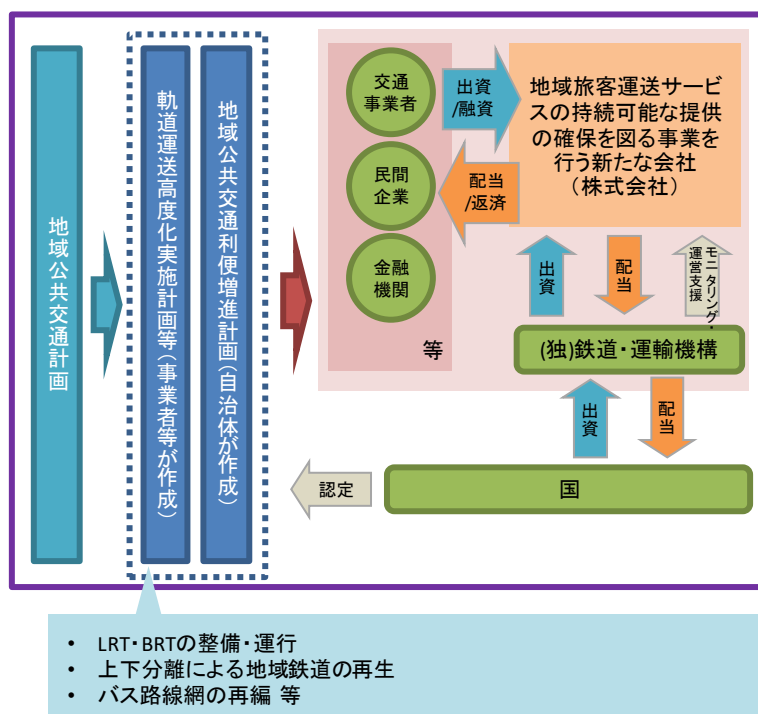 地域公共交通計画
軌道運送高度化実施計画等(事業者等が作成)
地域公共交通利便増進計画(自治体が作成)
交通
事業者
民間
企業
金融
機関
等
出資
/融資
配当
/返済
地域旅客運送サービ
スの持続可能な提供
の確保を図る事業を
行う新たな会社
(株式会社)
出資
配当
モニタリング・
運営支援
(独)鉄道・運輸機構
出資
配当
認定
国
• LRT・BRTの整備・運行
• 上下分離による地域鉄道の再生
• バス路線網の再編 等